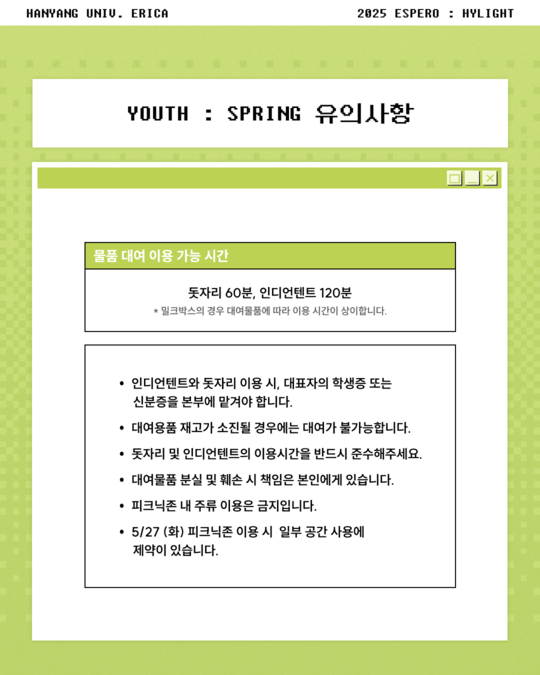 HANYANG UNIV. ERICA
2025 ESPERO : HYLIGHT
YOUTH : SPRING 유의사항
물품 대여 이용 가능 시간
돗자리 60분, 인디언텐트 120분
* 밀크박스의 경우 대여물품에 따라 이용 시간이 상이합니다.
• 인디언텐트와 돗자리 이용 시, 대표자의 학생증 또는
신분증을 본부에 맡겨야 합니다.
• 대여용품 재고가 소진될 경우에는 대여가 불가능합니다.
• 돗자리 및 인디언텐트의 이용시간을 반드시 준수해주세요.
• 대여물품 분실 및 훼손 시 책임은 본인에게 있습니다.
• 피크닉존 내 주류 이용은 금지입니다.
• 5/27 (화) 피크닉존 이용 시 일부 공간 사용에
제약이 있습니다.